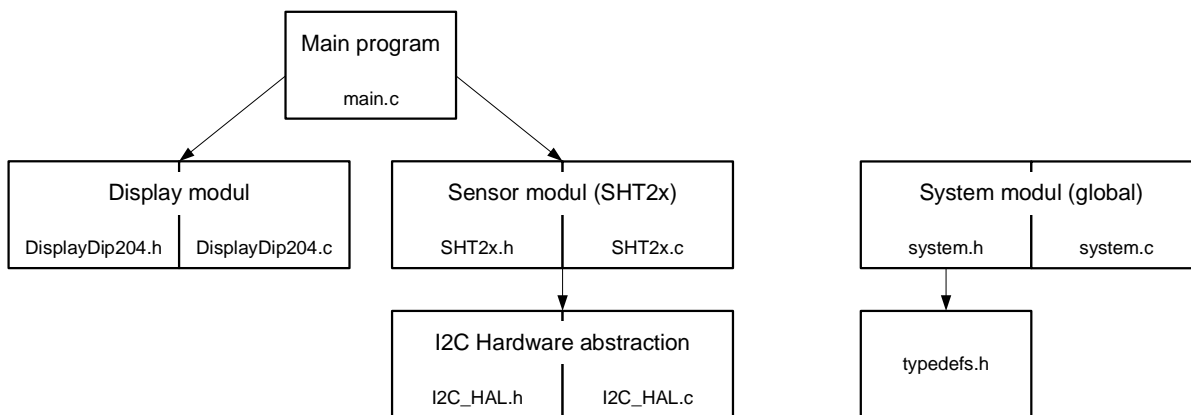 Main program
main.c
Display modul
DisplayDip204.h
DisplayDip204.c
Sensor modul (SHT2x)
SHT2x.h
SHT2x.c
System modul (global)
system.h
system.c
I2C Hardware abstraction
I2C_HAL.h
I2C_HAL.c
typedefs.h